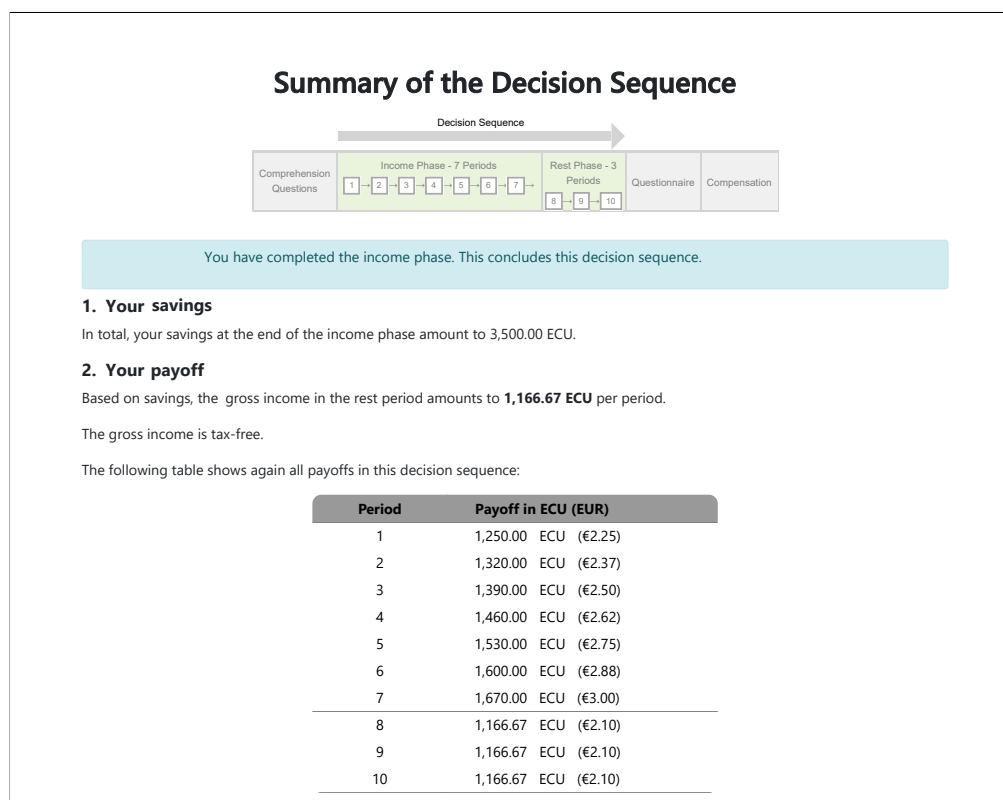 Summary of the Decision Sequence
Decision Sequence
Comprehension
Questions
Income Phase - 7 Periods
1 → 2 → 3 → 4 → 5 → 6 → 7 →
Rest Phase - 3
Periods
8 → 9 → 10
Questionnaire
Compensation
You have completed the income phase. This concludes this decision sequence.
1. Your savings
In total, your savings at the end of the income phase amount to 3,500.00 ECU.
2. Your payoff
Based on savings, the gross income in the rest period amounts to 1,166.67 ECU per period.
The gross income is tax-free.
The following table shows again all payoffs in this decision sequence:
Period Payoff in ECU (EUR)
1 1,250.00 ECU (€2.25)
2 1,320.00 ECU (€2.37)
3 1,390.00 ECU (€2.50)
4 1,460.00 ECU (€2.62)
5 1,530.00 ECU (€2.75)
6 1,600.00 ECU (€2.88)
7 1,670.00 ECU (€3.00)
8 1,166.67 ECU (€2.10)
9 1,166.67 ECU (€2.10)
10 1,166.67 ECU (€2.10)